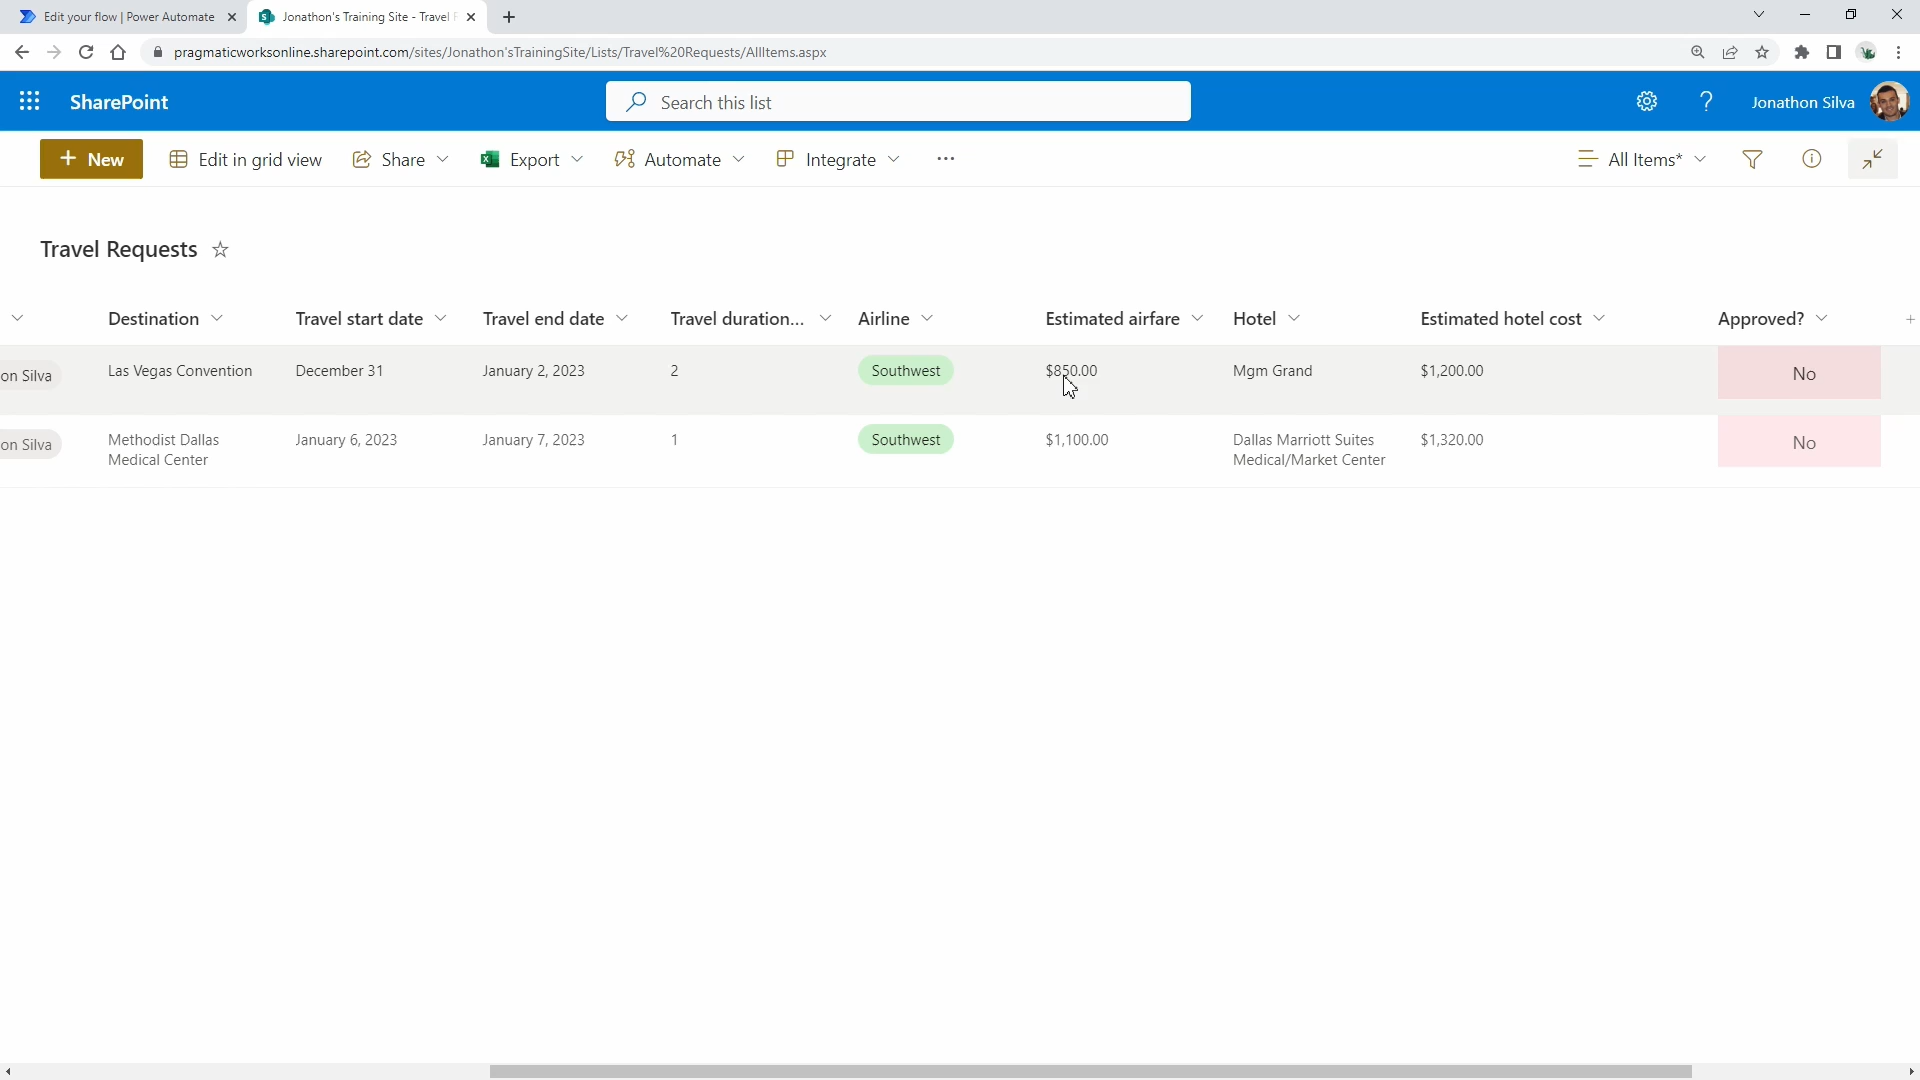 Edit your flow | Power Automate
Jonathon's Training Site - Travel
pragmaticworksonline.sharepoint.com/sites/Jonathon'sTrainingSite/Lists/Travel%20Requests/AllItems.aspx
SharePoint
Search this list
Jonathon Silva
New
Edit in grid view
Share
Export
Automate
Integrate
All Items*
Travel Requests
Destination
Travel start date
Travel end date
Travel duration...
Airline
Estimated airfare
Hotel
Estimated hotel cost
Approved?
on Silva
Las Vegas Convention
December 31
January 2, 2023
2
Southwest
$850.00
Mgm Grand
$1,200.00
No
on Silva
Methodist Dallas
Medical Center
January 6, 2023
January 7, 2023
1
Southwest
$1,100.00
Dallas Marriott Suites
Medical/Market Center
$1,320.00
No